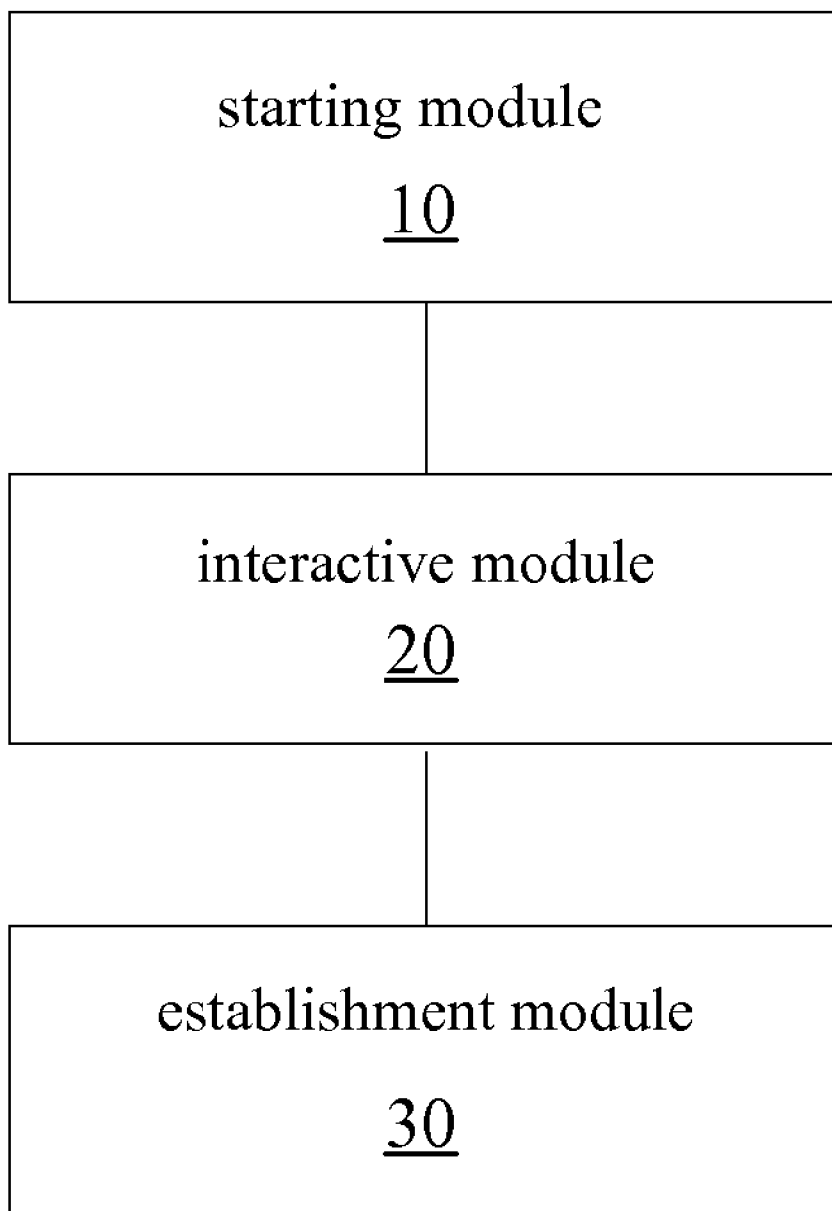 starting module
10
interactive module
20
establishment module
30